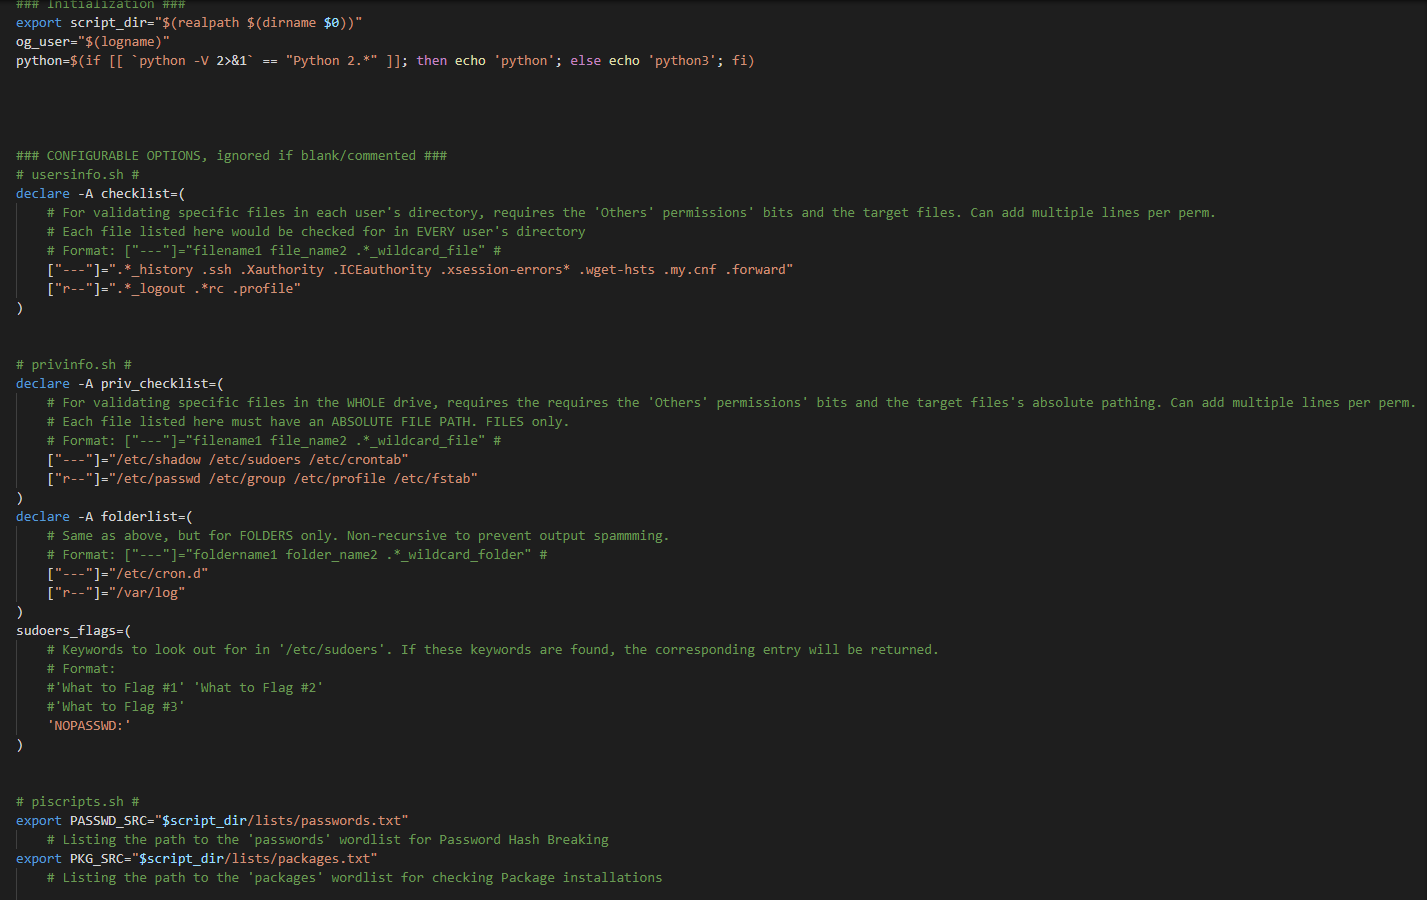 ### Initialization ###
export script_dir="$(realpath $(dirname $0))"
og_user="$(logname)"
python=$(if [[ `python -V 2>&1` == "Python 2.*" ]]; then echo 'python'; else echo 'python3'; fi)
### CONFIGURABLE OPTIONS, ignored if blank/commented ###
# usersinfo.sh #
declare -A checklist=(
# For validating specific files in each user's directory, requires the 'Others' permissions' bits and the target files. Can add multiple lines per perm.
# Each file listed here would be checked for in EVERY user's directory
# Format: ["---"]="filename1 file_name2 .*_wildcard_file" #
["---"]=".*_history .ssh .Xauthority .ICEauthority .xsession-errors* .wget-hsts .my.cnf .forward"
["r--"]=".*_logout .*rc .profile"
)
# privinfo.sh #
declare -A priv_checklist=(
# For validating specific files in the WHOLE drive, requires the requires the 'Others' permissions' bits and the target files's absolute pathing. Can add multiple lines per perm.
# Each file listed here must have an ABSOLUTE FILE PATH. FILES only.
# Format: ["---"]="filename1 file_name2 .*_wildcard_file" #
["---"]="/etc/shadow /etc/sudoers /etc/crontab"
["r--"]="/etc/passwd /etc/group /etc/profile /etc/fstab"
)
declare -A folderlist=(
# Same as above, but for FOLDERS only. Non-recursive to prevent output spammming.
# Format: ["---"]="foldername1 folder_name2 .*_wildcard_folder" #
["---"]="/etc/cron.d"
["r--"]="/var/log"
)
sudoers_flags=(
# Keywords to look out for in '/etc/sudoers'. If these keywords are found, the corresponding entry will be returned.
# Format:
#'What to Flag #1' 'What to Flag #2'
#'What to Flag #3'
'NOPASSWD:'
)
# piscripts.sh #
export PASSWD_SRC="$script_dir/lists/passwords.txt"
# Listing the path to the 'passwords' wordlist for Password Hash Breaking
export PKG_SRC="$script_dir/lists/packages.txt"
# Listing the path to the 'packages' wordlist for checking Package installations